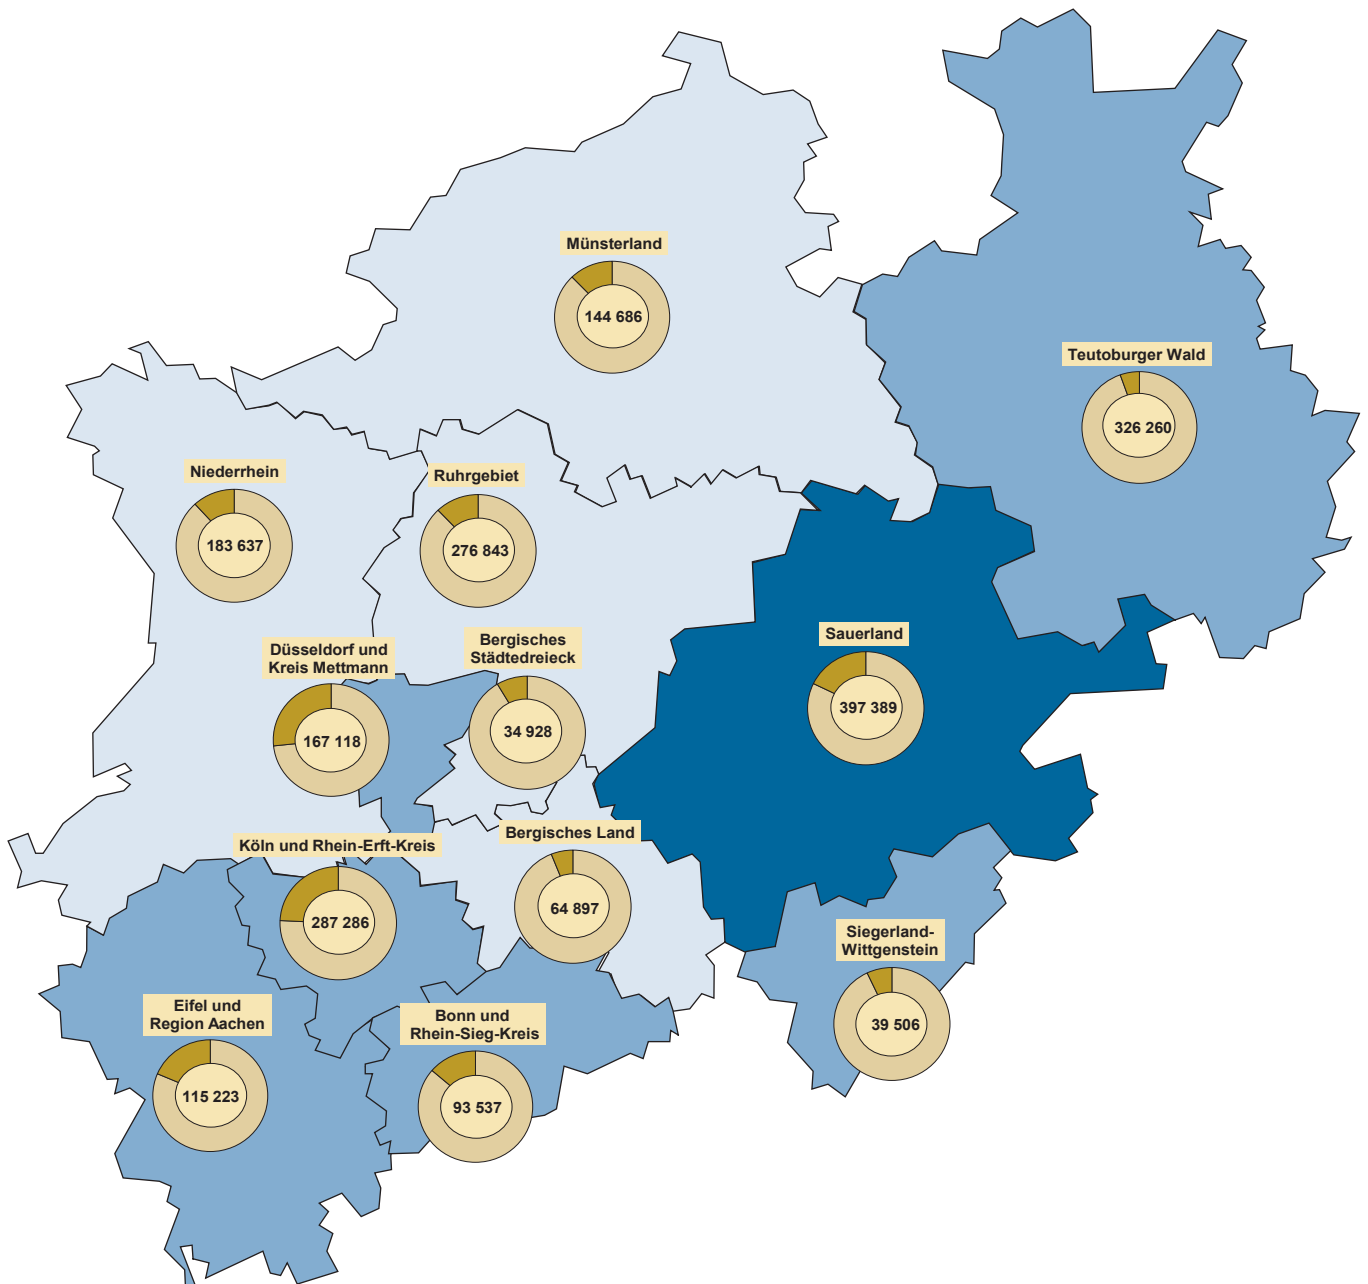 Münsterland
144 686
Teutoburger Wald
326 260
Niederrhein
183 637
Ruhrgebiet
276 843
Sauerland
397 389
Düsseldorf und
Kreis Mettmann
167 118
Bergisches
Städtedreieck
34 928
Köln und Rhein-Erft-Kreis
287 286
Bergisches Land
64 897
Siegerland-
Wittgenstein
39 506
Eifel und
Region Aachen
115 223
Bonn und
Rhein-Sieg-Kreis
93 537